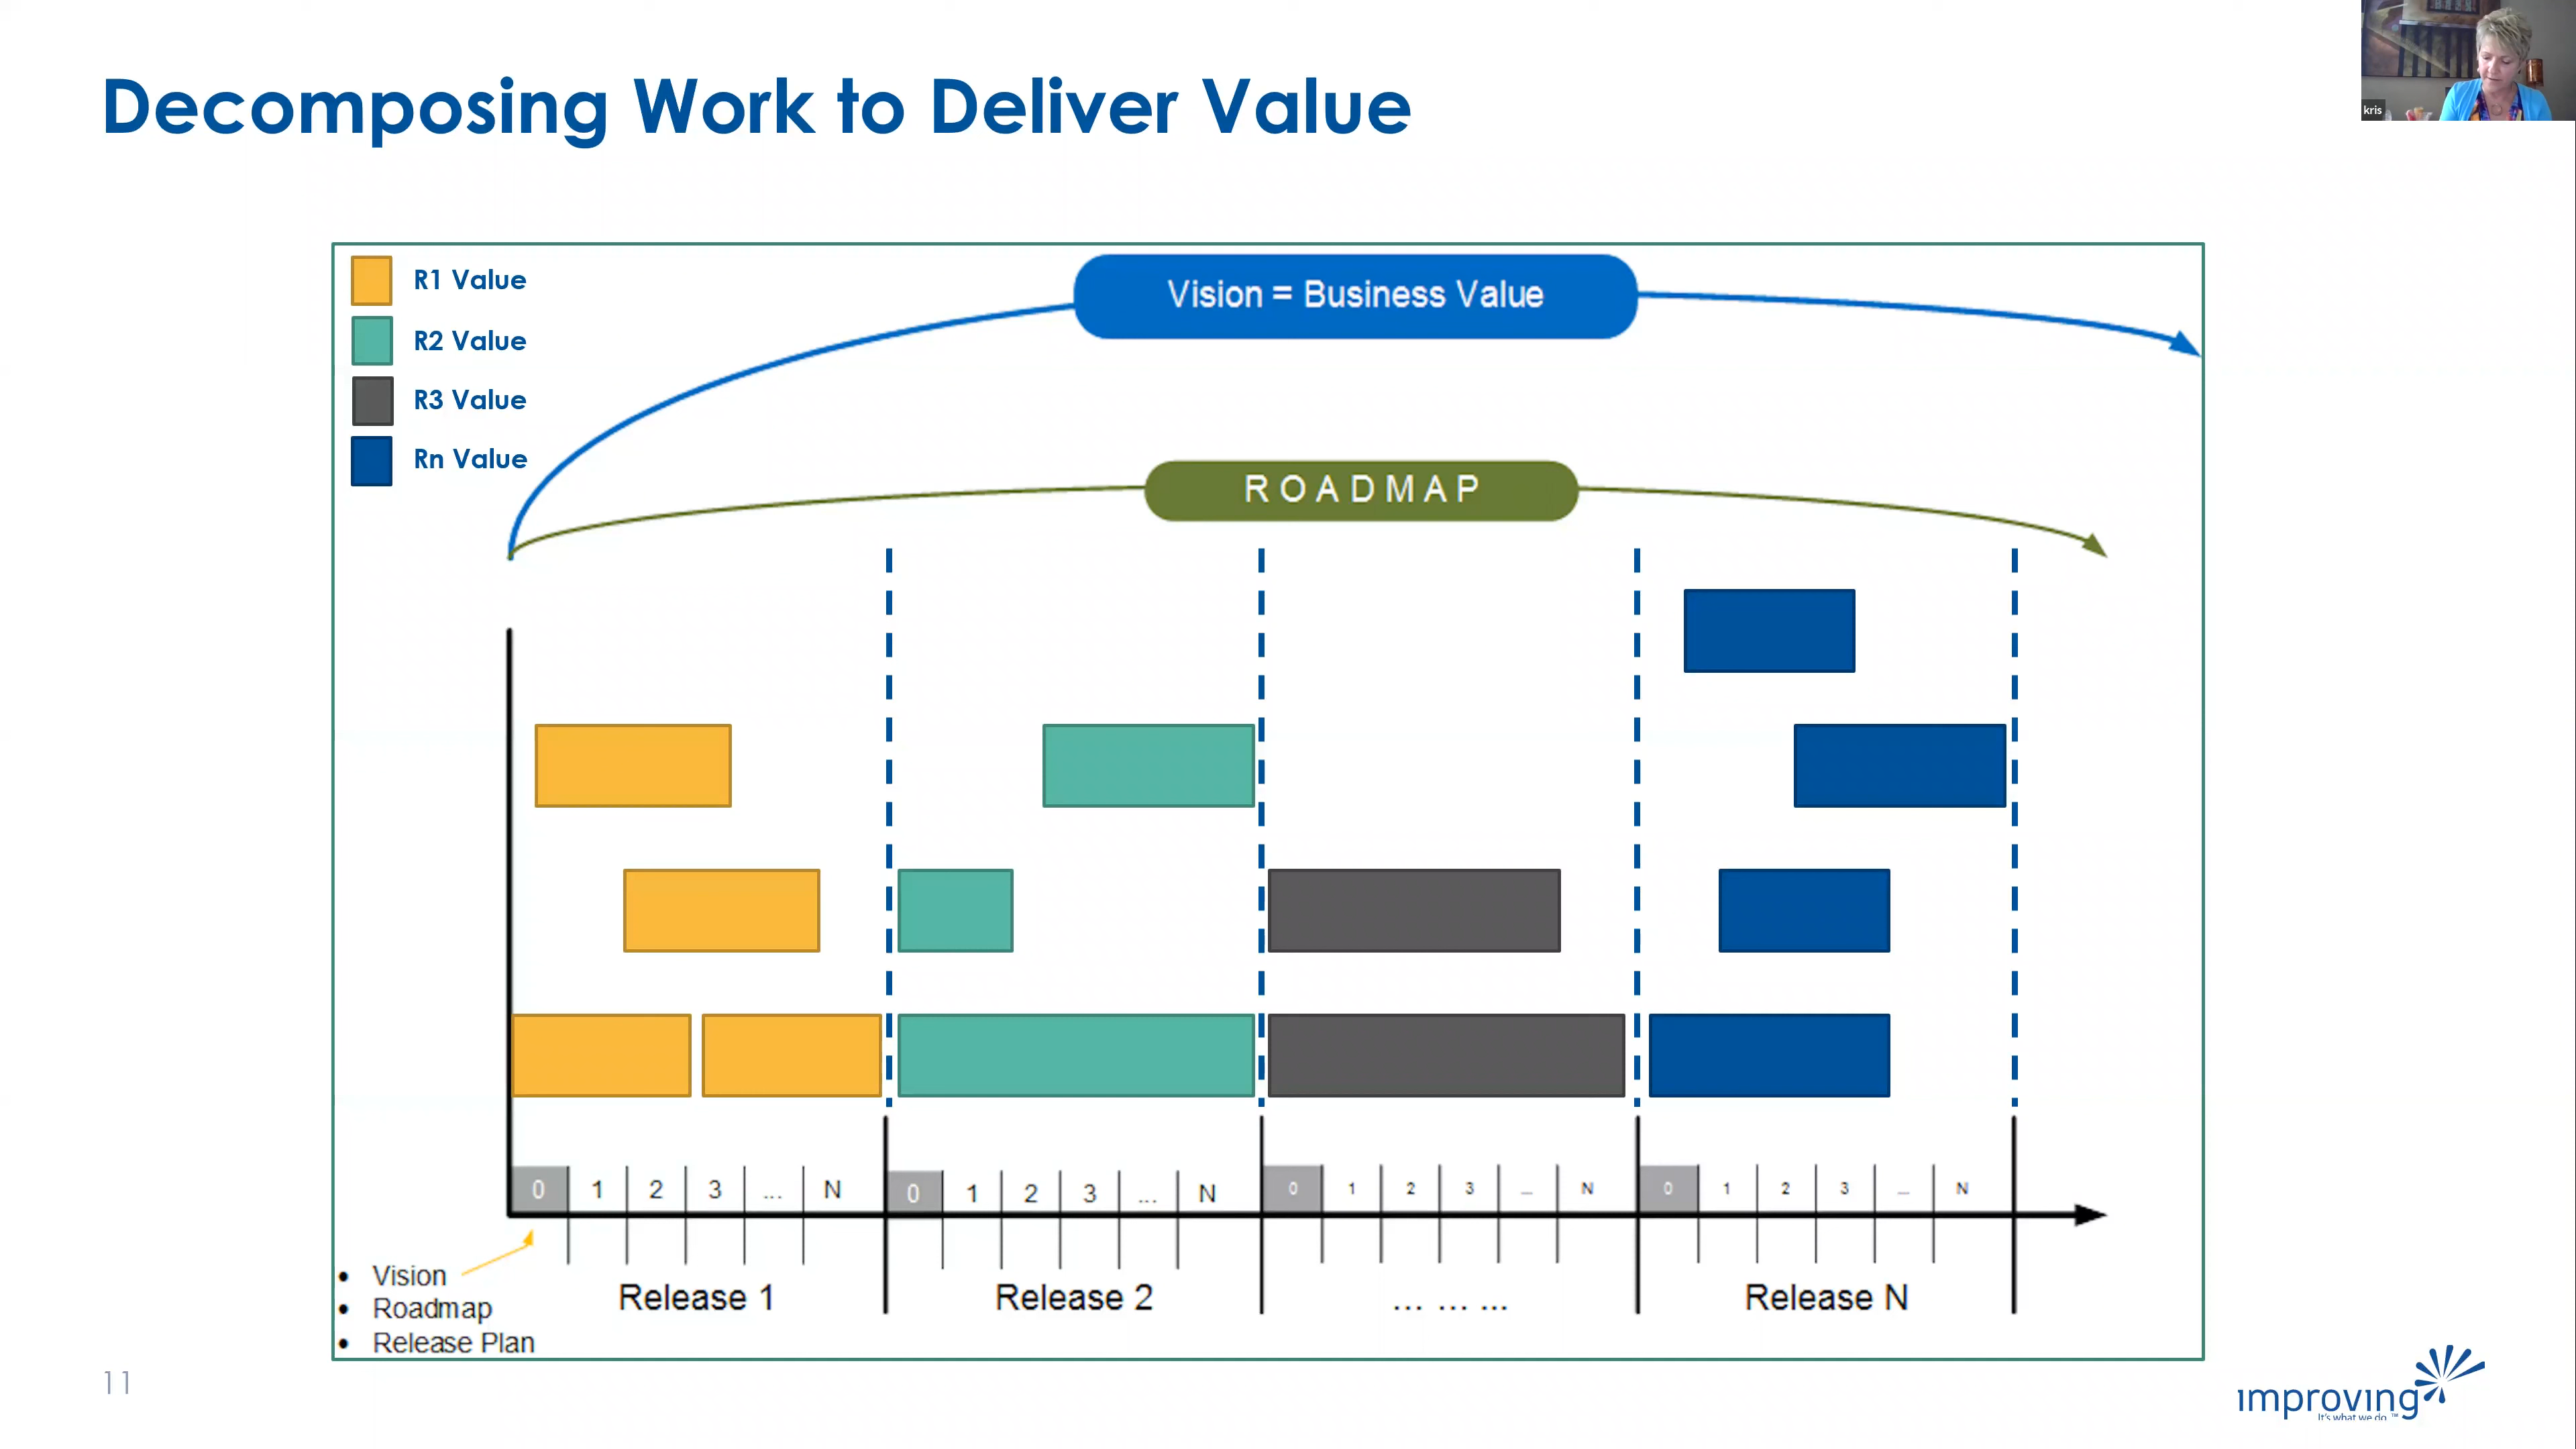 Decomposing Work to Deliver Value
kris
R1 Value
R2 Value
R3 Value
Rn Value
Vision = Business Value
ROADMAP
0 1 2 3 ... N 0 1 2 3 ... N 0 1 2 3 ... N 0 1 2 3 ... N
Release 1
Release 2
... ... ...
Release N
• Vision
• Roadmap
• Release Plan
11
improving
It's what we do.™